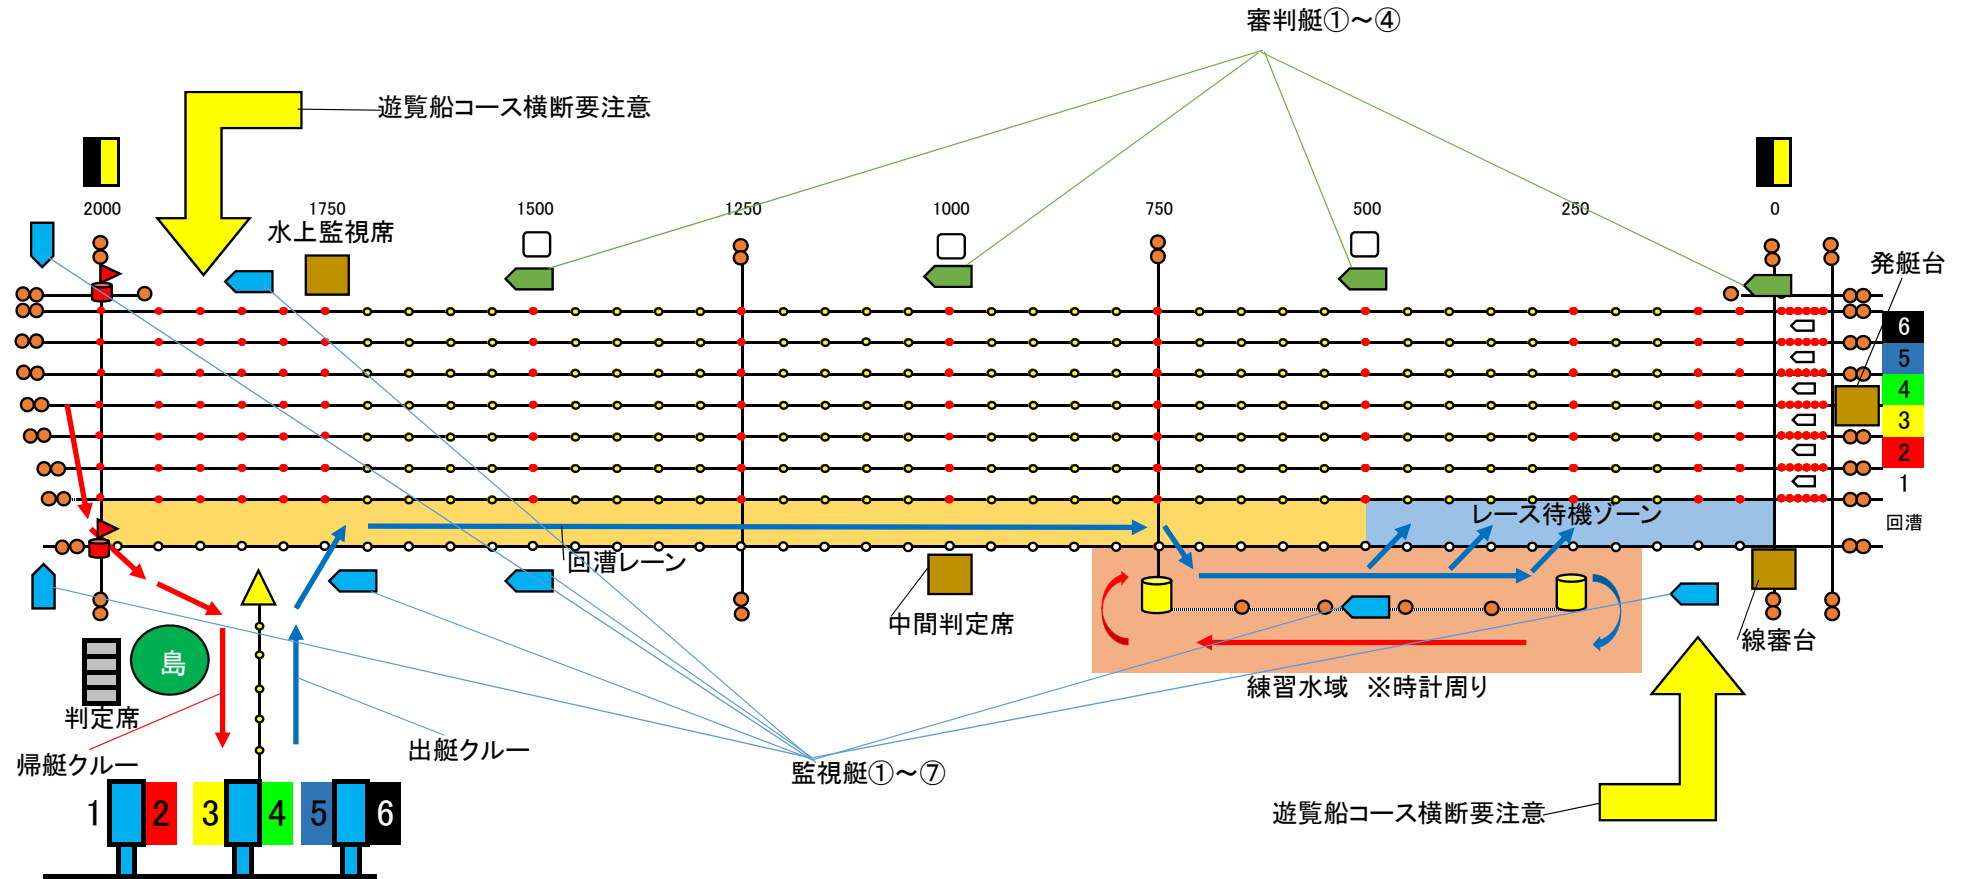 審判艇①～④
遊覧船コース横断要注意
2000
1750
1500
1250
1000
750
500
250
0
水上監視席
発艇台
6
5
4
3
2
1
回漕
レース待機ゾーン
回漕レーン
中間判定席
線審台
島
練習水域　※時計周り
判定席
出艇クルー
帰艇クルー
監視艇①～⑦
遊覧船コース横断要注意
1
2
3
4
5
6